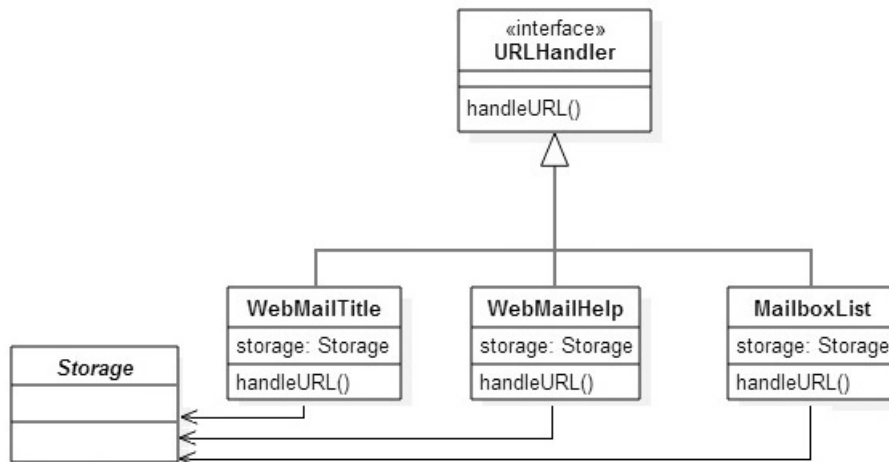 «interface»
URLHandler
handleURL()
WebMailTitle
storage: Storage
handleURL()
WebMailHelp
storage: Storage
handleURL()
MailboxList
storage: Storage
handleURL()
Storage